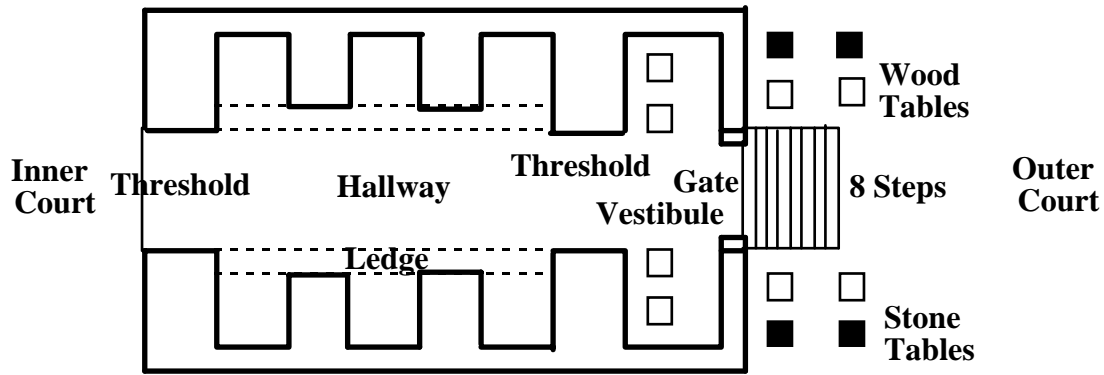 Wood
Tables
Inner
Court
Threshold
Hallway
Threshold
Gate
Vestibule
8 Steps
Outer
Court
Ledge
Stone
Tables